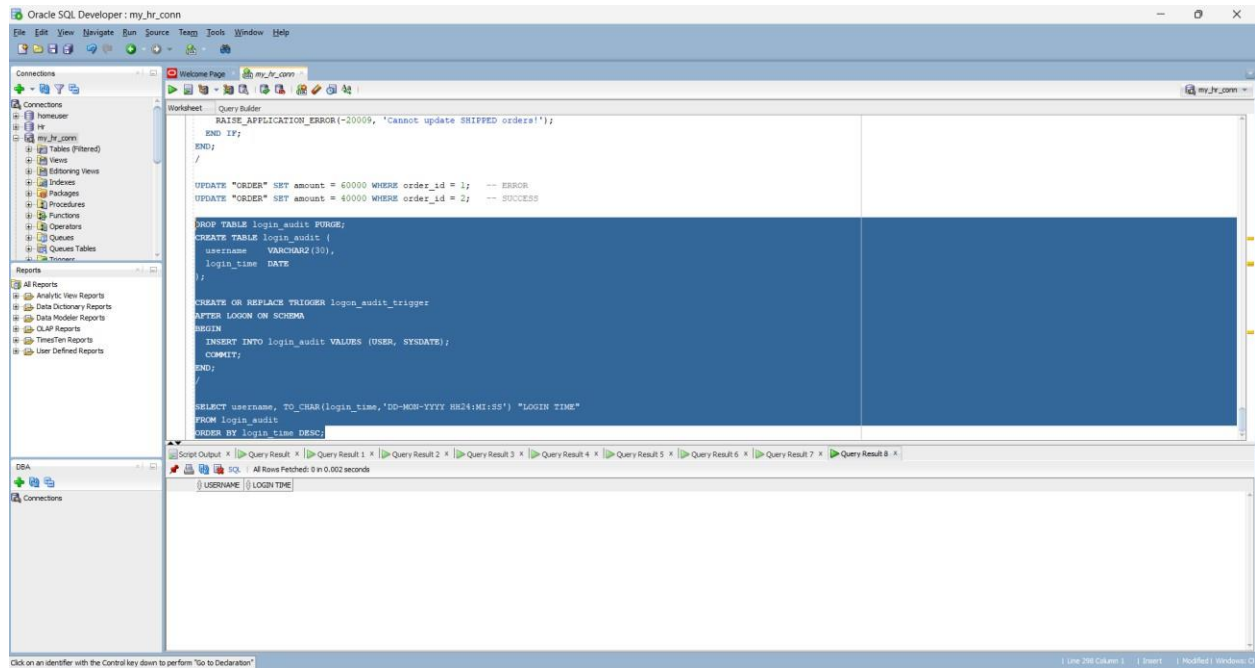 Oracle SQL Developer : my_hr_conn
File Edit View Navigate Run Source Team Tools Window Help
Connections
Welcome Page
my_hr_conn
my_hr_conn
Connections
homeuser
Hr
my_hr_conn
Tables (Filtered)
Views
Editioning Views
Indexes
Packages
Procedures
Functions
Operators
Queues
Queues Tables
Triggers
Reports
All Reports
Analytic View Reports
Data Dictionary Reports
Data Modeler Reports
OLAP Reports
TimesTen Reports
User Defined Reports
DBA
Connections
Worksheet Query Builder
RAISE_APPLICATION_ERROR(-20009, 'Cannot update SHIPPED orders!');
END IF;
END;
/
UPDATE "ORDER" SET amount = 60000 WHERE order_id = 1; -- ERROR
UPDATE "ORDER" SET amount = 40000 WHERE order_id = 2; -- SUCCESS
DROP TABLE login_audit PURGE;
CREATE TABLE login_audit (
username VARCHAR2(30),
login_time DATE
);
CREATE OR REPLACE TRIGGER logon_audit_trigger
AFTER LOGON ON SCHEMA
BEGIN
INSERT INTO login_audit VALUES (USER, SYSDATE);
COMMIT;
END;
/
SELECT username, TO_CHAR(login_time,'DD-MON-YYYY HH24:MI:SS') "LOGIN TIME"
FROM login_audit
ORDER BY login_time DESC;
Script Output x Query Result x Query Result 1 x Query Result 2 x Query Result 3 x Query Result 4 x Query Result 5 x Query Result 6 x Query Result 7 x Query Result 8 x
SQL | All Rows Fetched: 0 in 0.002 seconds
USERNAME LOGIN TIME
Click on an identifier with the Control key down to perform "Go to Declaration"
Line 298 Column 1 | Insert | Modified | Windows: C